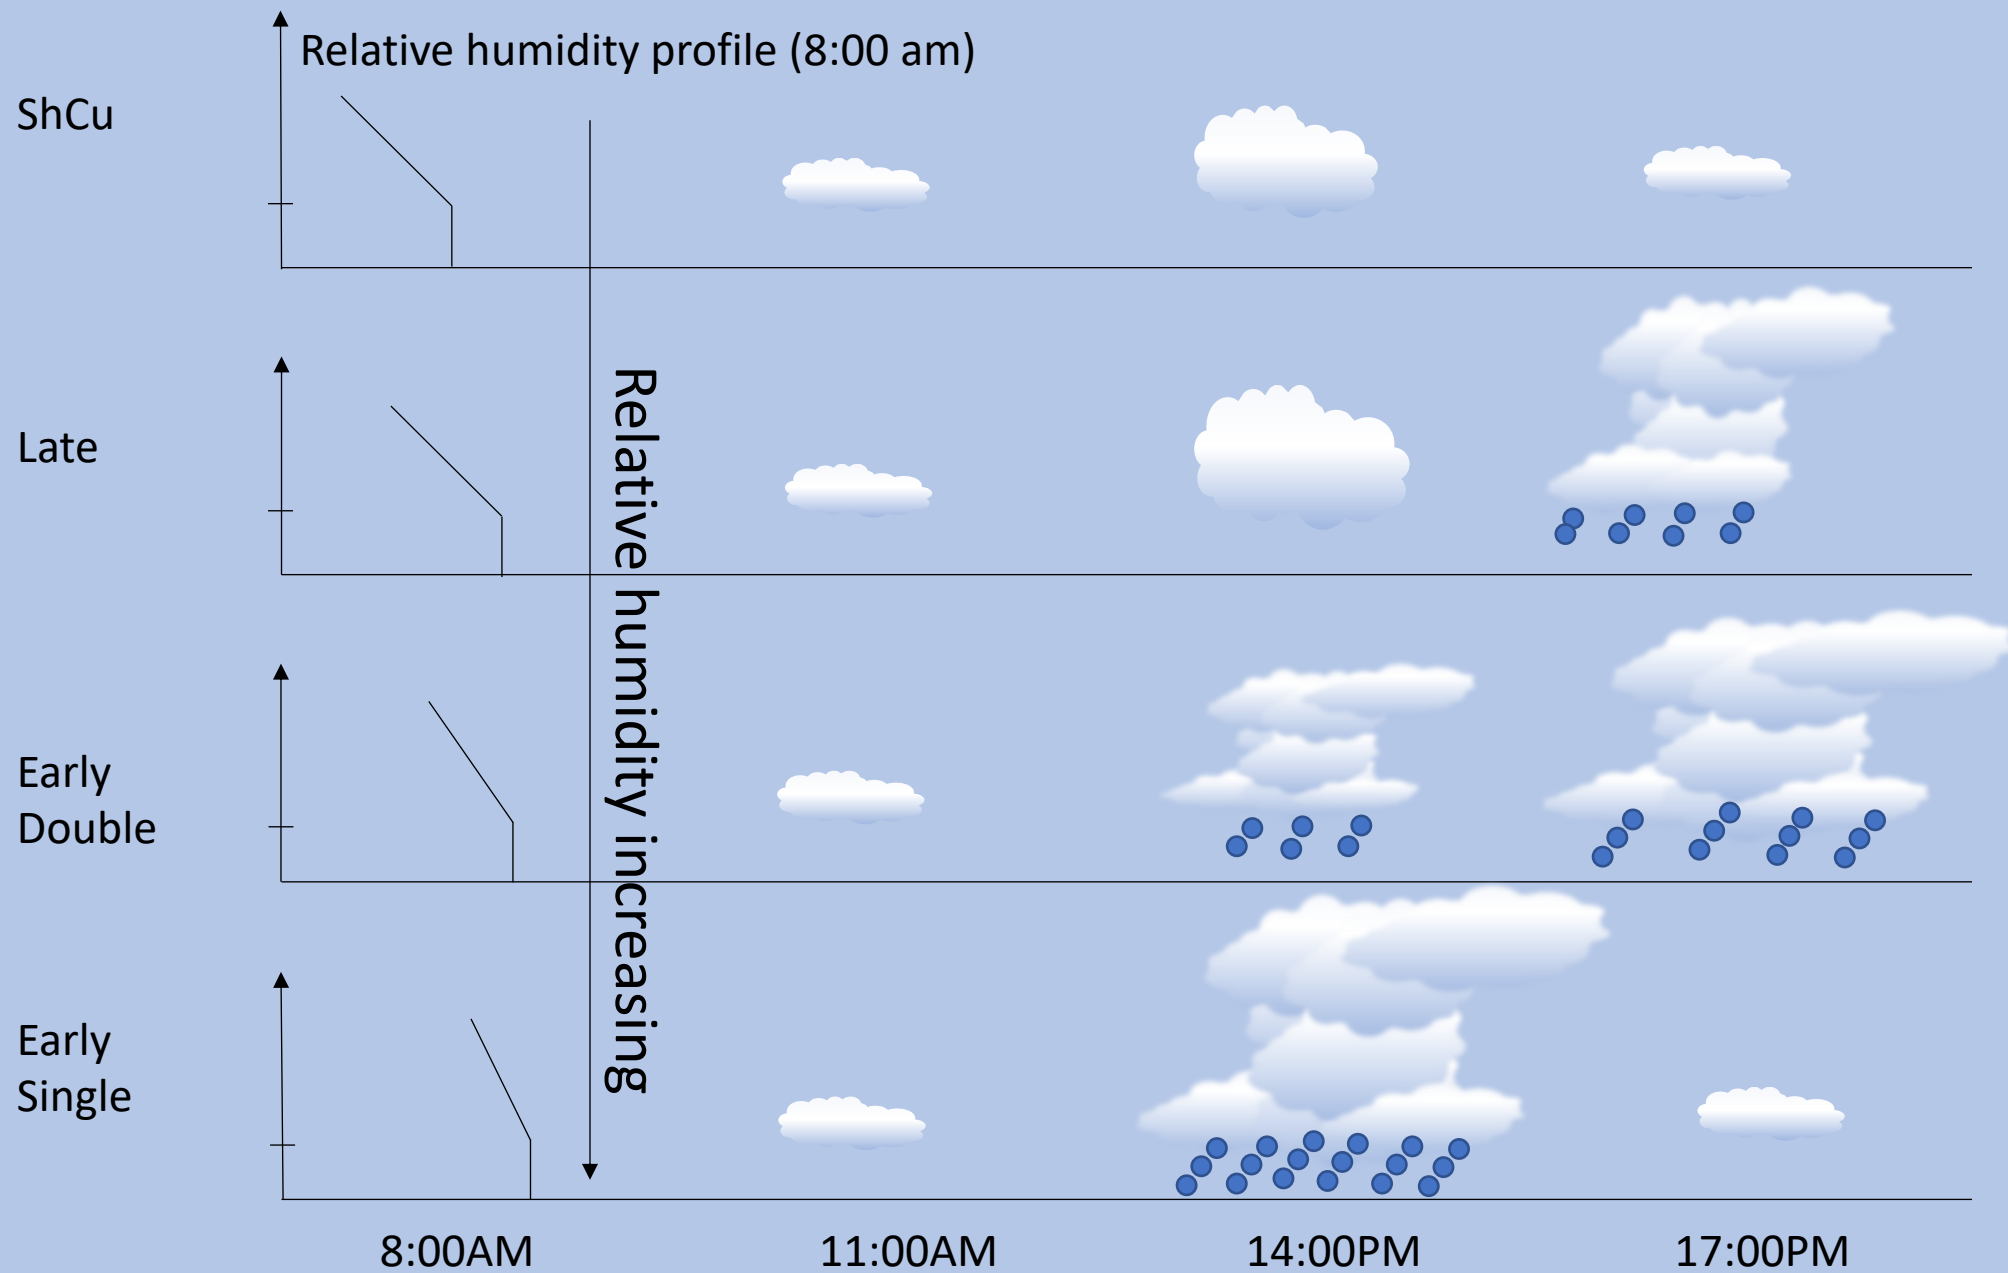 Relative humidity profile (8:00 am)
ShCu
Late
Relative humidity increasing
Early
Double
Early
Single
8:00AM
11:00AM
14:00PM
17:00PM